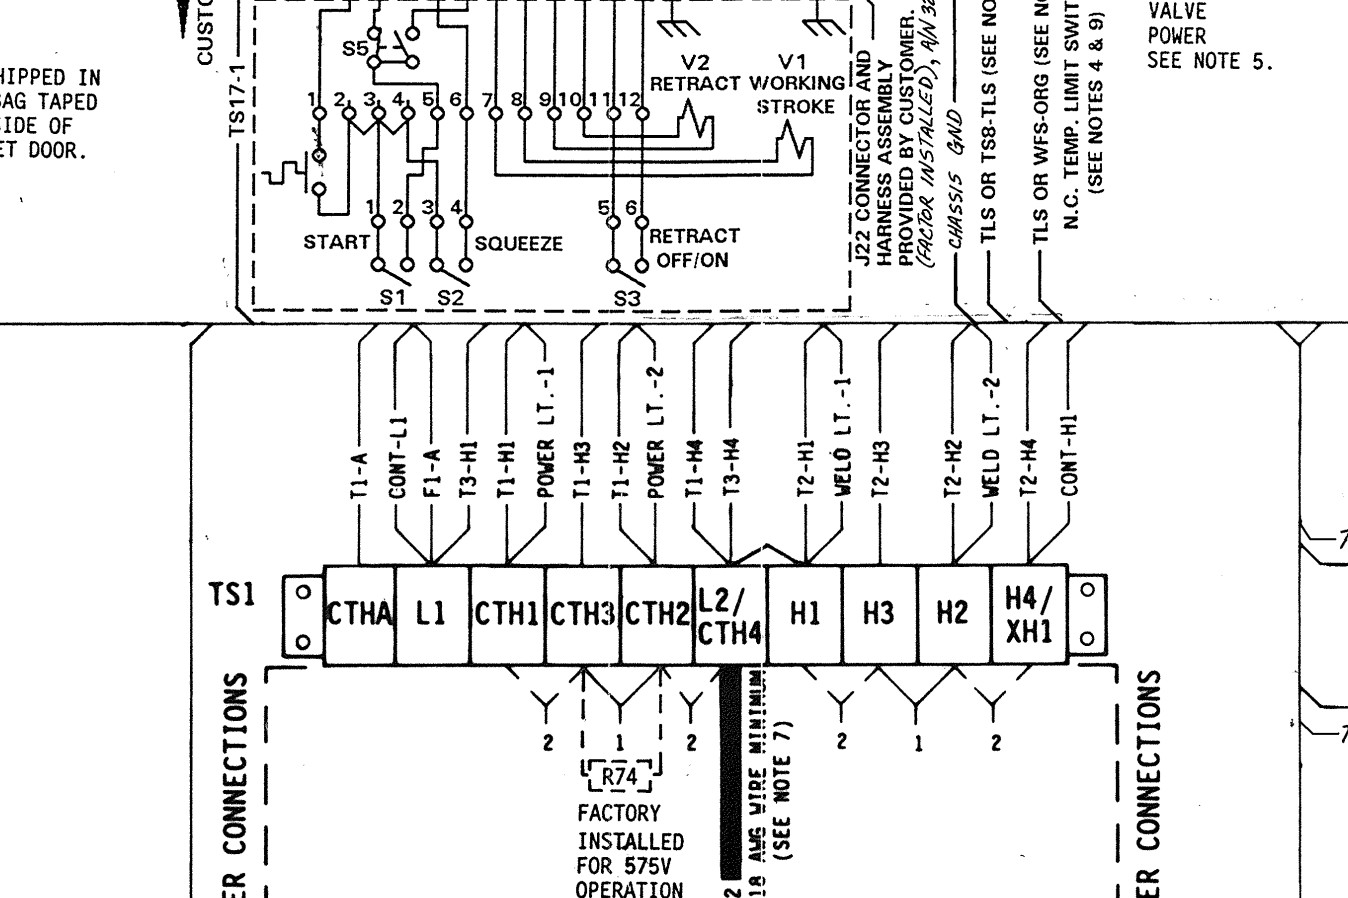 CUSTO
TS17-1
HIPPED IN
BAG TAPED
SIDE OF
ET DOOR.
S5
1 2 3 4 5 6 7 8 9 10 11 12
V2
RETRACT
V1
WORKING
STROKE
1 2 3 4 5 6
START
SQUEEZE
RETRACT
OFF/ON
S1 S2 S3
J22 CONNECTOR AND
HARNESS ASSEMBLY
PROVIDED BY CUSTOMER.
(FACTOR INSTALLED), A/N 32
CHASSIS GND
TLS OR TS8-TLS (SEE NO
TLS OR WFS-ORG (SEE N
N.C. TEMP. LIMIT SWIT
(SEE NOTES 4 & 9)
VALVE
POWER
SEE NOTE 5.
T1-A
CONT-L1
F1-A
T3-H1
T1-H1
POWER LT.-1
T1-H3
T1-H2
POWER LT.-2
T1-H4
T3-H4
T2-H1
WELD LT.-1
T2-H3
T2-H2
WELD LT.-2
T2-H4
CONT-H1
TS1
CTHA L1 CTH1 CTH3 CTH2 L2/ CTH4 H1 H3 H2 H4/ XH1
2 1 2 2 1 2
R74
FACTORY
INSTALLED
FOR 575V
OPERATION
18 AWG WIRE MINIMUM
(SEE NOTE 7)
2
ER CONNECTIONS
ER CONNECTIONS
7
7